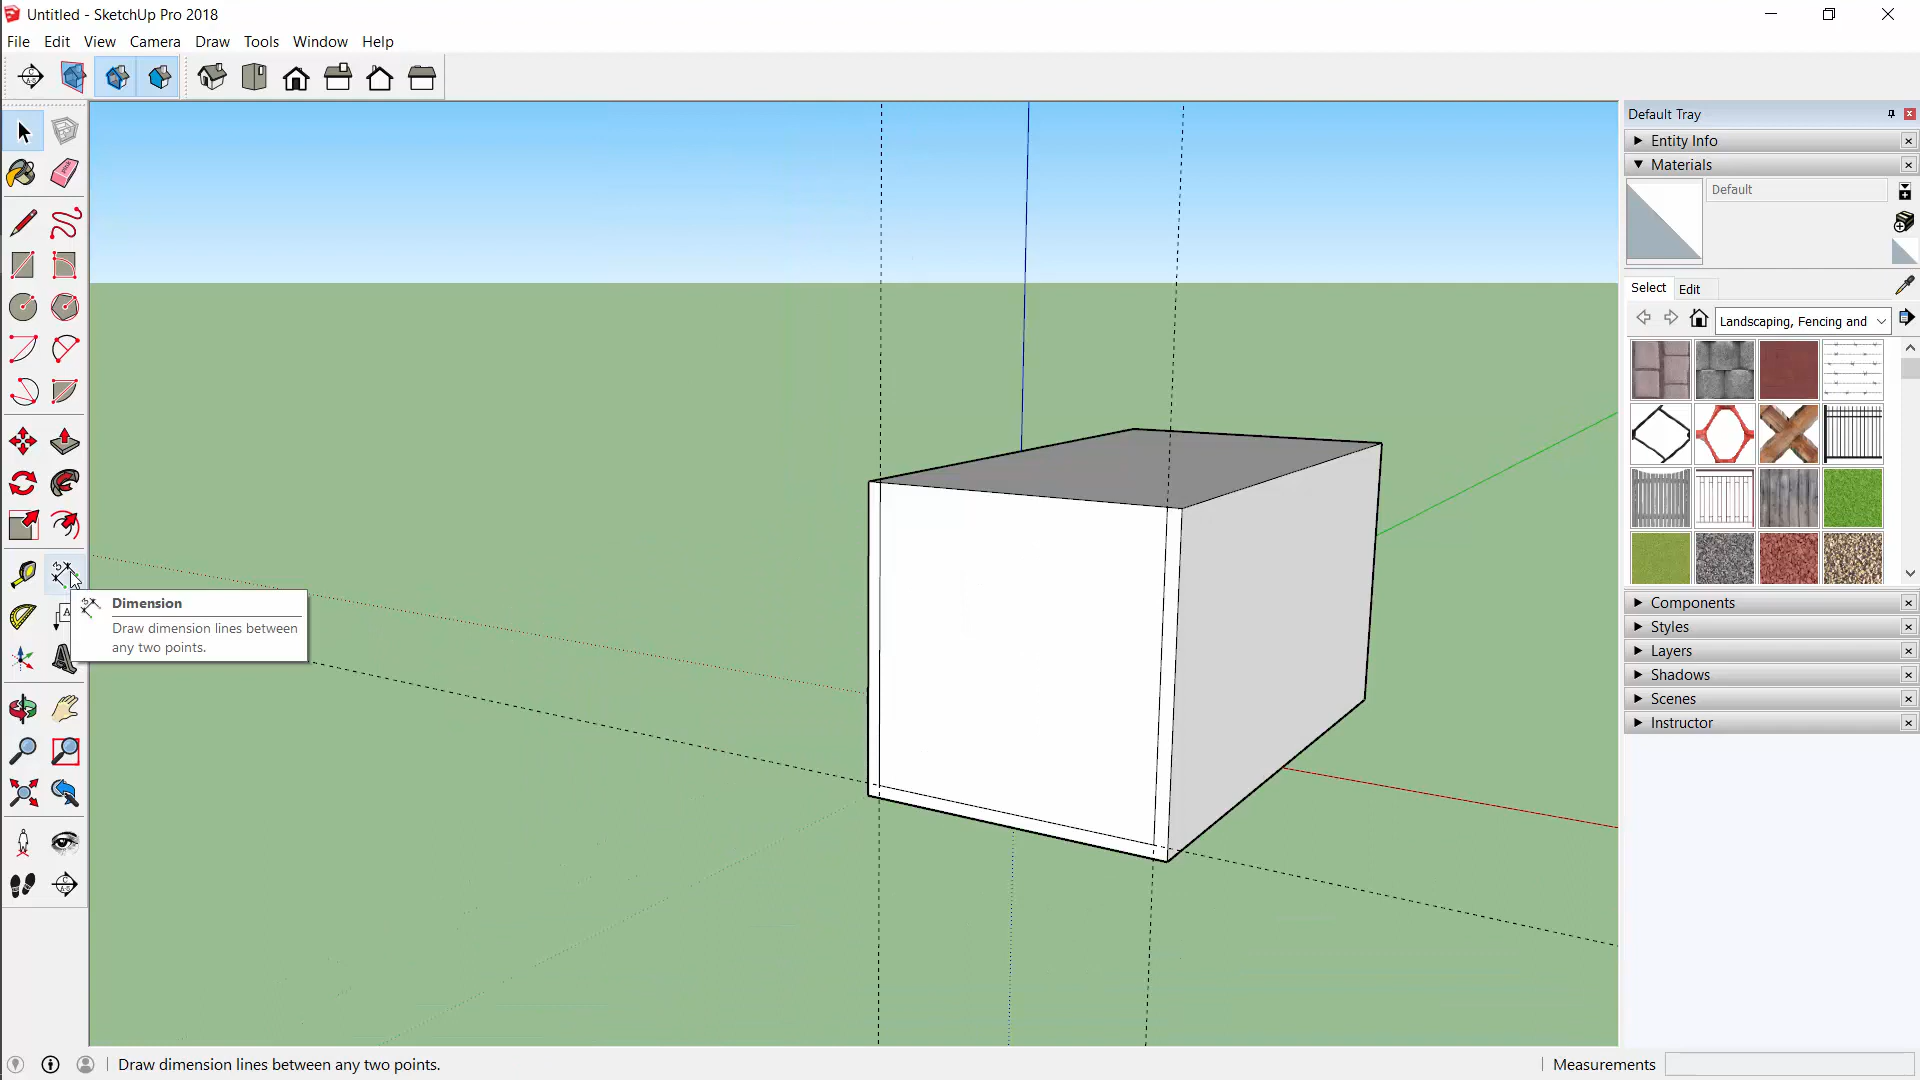 Untitled - SketchUp Pro 2018
File Edit View Camera Draw Tools Window Help
Default Tray
Entity Info
Materials
Default
Select Edit
Landscaping, Fencing and
Dimension
Draw dimension lines between
any two points.
A
Components
Styles
Layers
Shadows
Scenes
Instructor
Draw dimension lines between any two points.
Measurements